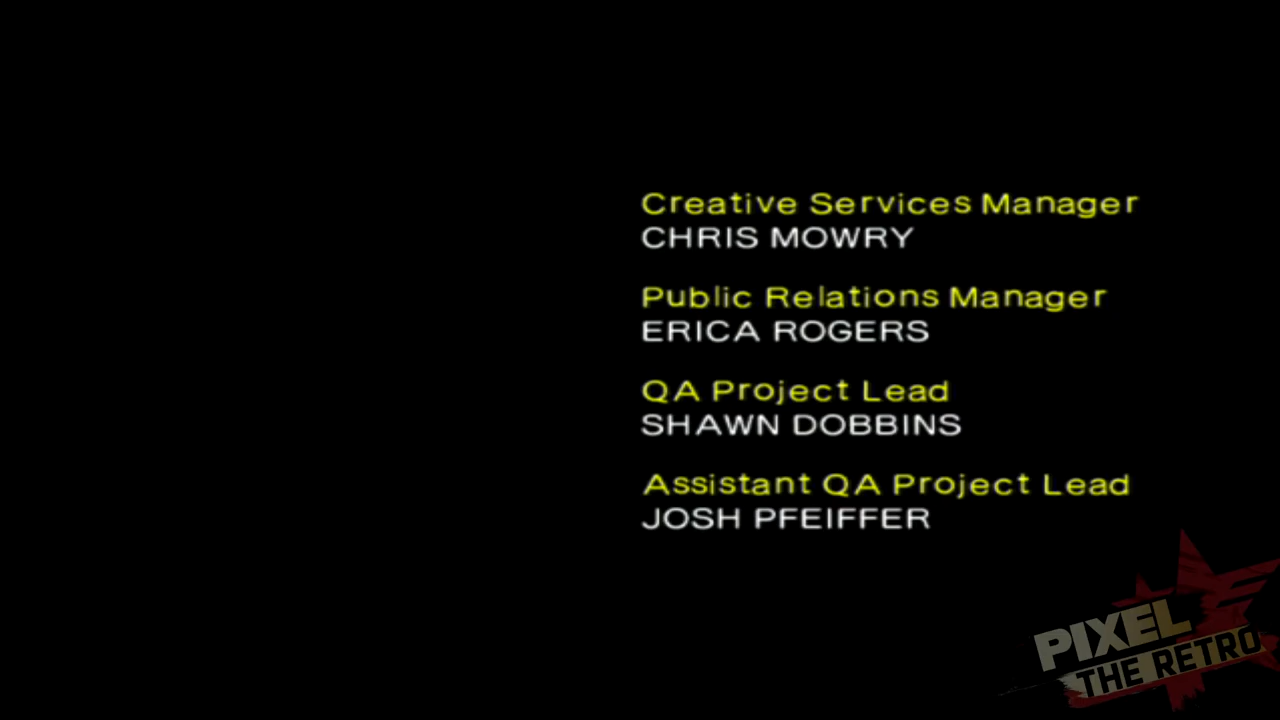 Creative Services Manager
CHRIS MOWRY
Public Relations Manager
ERICA ROGERS
QA Project Lead
SHAWN DOBBINS
Assistant QA Project Lead
JOSH PFEIFFER
PIXEL
THE RETRO